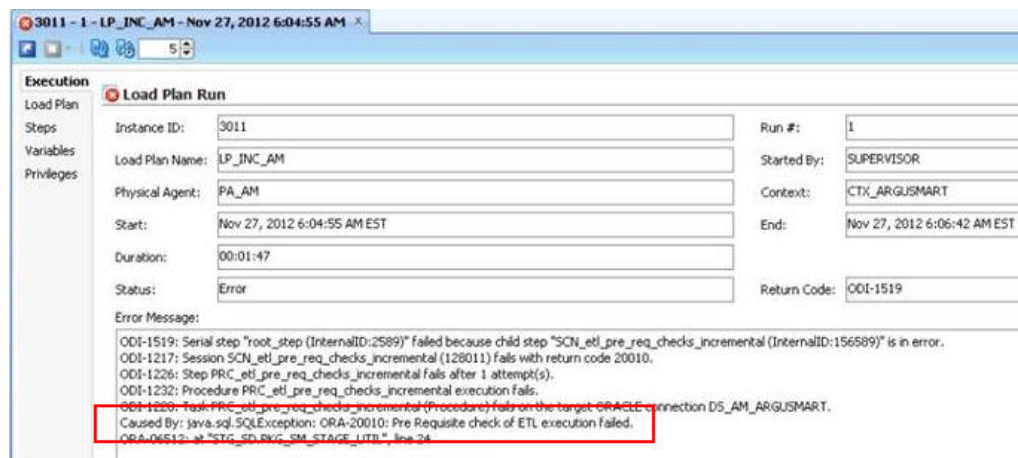 3011 - 1 - LP_INC_AM - Nov 27, 2012 6:04:55 AM
5
Execution
Load Plan
Steps
Variables
Privileges
Load Plan Run
Instance ID: 3011 Run #: 1
Load Plan Name: LP_INC_AM Started By: SUPERVISOR
Physical Agent: PA_AM Context: CTX_ARGUSMART
Start: Nov 27, 2012 6:04:55 AM EST End: Nov 27, 2012 6:06:42 AM EST
Duration: 00:01:47
Status: Error Return Code: ODI-1519
Error Message:
ODI-1519: Serial step "root_step (InternalID:2589)" failed because child step "SCN_etl_pre_req_checks_incremental (InternalID:156589)" is in error.
ODI-1217: Session SCN_etl_pre_req_checks_incremental (128011) fails with return code 20010.
ODI-1226: Step PRC_etl_pre_req_checks_incremental fails after 1 attempt(s).
ODI-1232: Procedure PRC_etl_pre_req_checks_incremental execution fails.
ODI-1228: Task PRC_etl_pre_req_checks_incremental (Procedure) fails on the target ORACLE connection DS_AM_ARGUSMART.
Caused By: java.sql.SQLException: ORA-20010: Pre Requisite check of ETL execution failed.
ORA-06512: at "STG_SD.PKG_SM_STAGE_UTIL", line 24